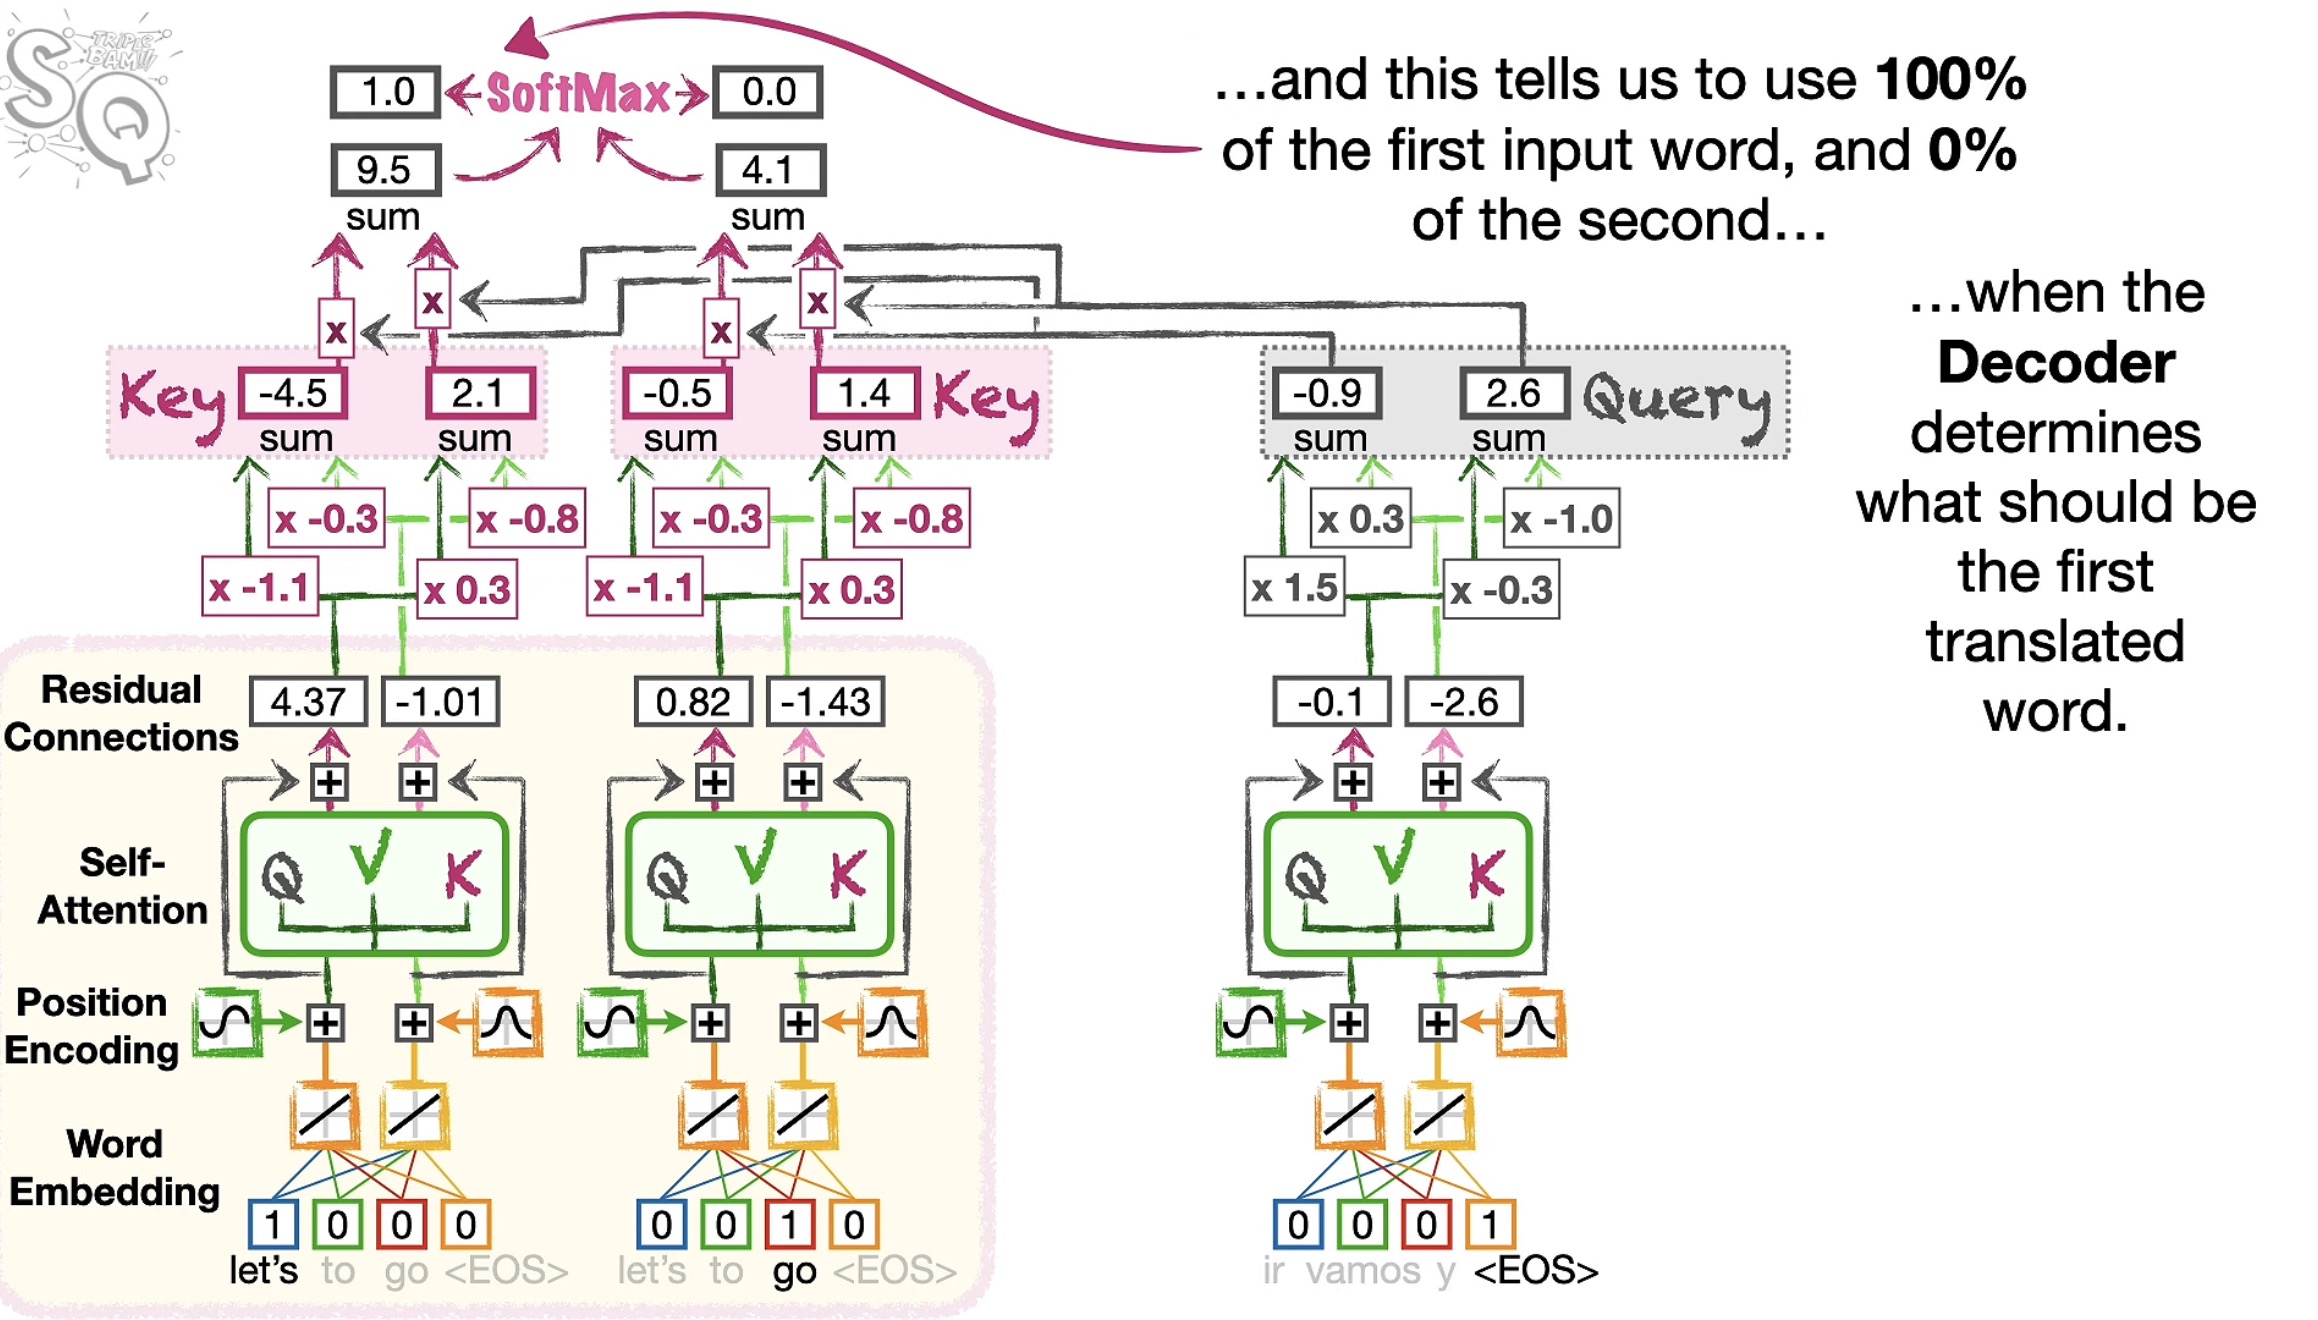 TRIPLE
BAM!!!
SQ
1.0 SoftMax 0.0
…and this tells us to use 100%
of the first input word, and 0%
of the second…
9.5 4.1
sum sum
…when the
Decoder
determines
what should be
the first
translated
word.
x x
x x
Key -4.5 2.1 -0.5 1.4 Key -0.9 2.6 Query
sum sum sum sum sum sum
x -0.3 x -0.8 x -0.3 x -0.8 x 0.3 x -1.0
x -1.1 x 0.3 x -1.1 x 0.3 x 1.5 x -0.3
Residual
Connections
4.37 -1.01 0.82 -1.43 -0.1 -2.6
+ + + + + +
Self-
Attention
Q V K Q V K Q V K
Position
Encoding
+ + + + + +
Word
Embedding
1 0 0 0 0 0 1 0 0 0 0 1
let's to go <EOS> let's to go <EOS> ir vamos y <EOS>